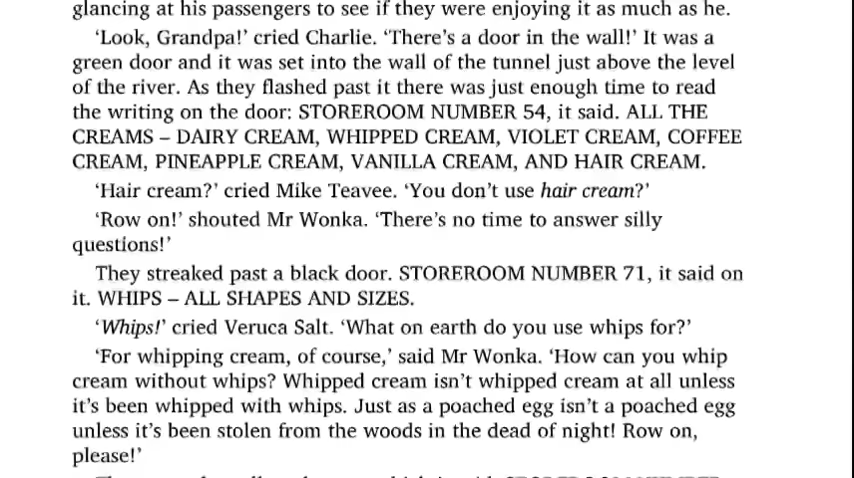 glancing at his passengers to see if they were enjoying it as much as he.
‘Look, Grandpa!’ cried Charlie. ‘There’s a door in the wall!’ It was a
green door and it was set into the wall of the tunnel just above the level
of the river. As they flashed past it there was just enough time to read
the writing on the door: STOREROOM NUMBER 54, it said. ALL THE
CREAMS – DAIRY CREAM, WHIPPED CREAM, VIOLET CREAM, COFFEE
CREAM, PINEAPPLE CREAM, VANILLA CREAM, AND HAIR CREAM.
‘Hair cream?’ cried Mike Teavee. ‘You don’t use hair cream?’
‘Row on!’ shouted Mr Wonka. ‘There’s no time to answer silly
questions!’
They streaked past a black door. STOREROOM NUMBER 71, it said on
it. WHIPS – ALL SHAPES AND SIZES.
‘Whips!’ cried Veruca Salt. ‘What on earth do you use whips for?’
‘For whipping cream, of course,’ said Mr Wonka. ‘How can you whip
cream without whips? Whipped cream isn’t whipped cream at all unless
it’s been whipped with whips. Just as a poached egg isn’t a poached egg
unless it’s been stolen from the woods in the dead of night! Row on,
please!’